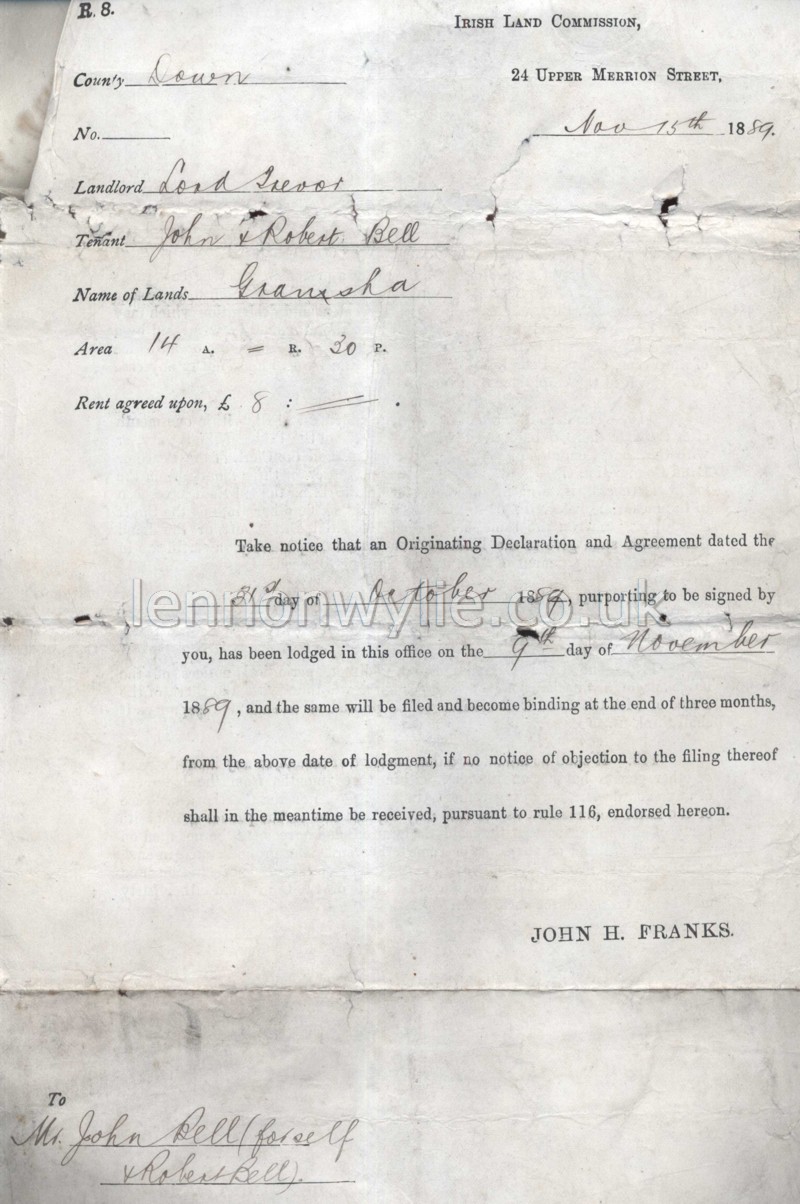 R. 8.
IRISH LAND COMMISSION,
County Down
24 UPPER MERRION STREET,
No.
Nov 15th 1889.
Landlord Lord Trevor
Tenant John & Robert Bell
Name of Lands Gransha
Area 14 A. = R. 30 P.
Rent agreed upon, £ 8 : = .
Take notice that an Originating Declaration and Agreement dated the
31st day of October 1889, purporting to be signed by
lennonwylie.co.uk
you, has been lodged in this office on the 9th day of November
1889, and the same will be filed and become binding at the end of three months,
from the above date of lodgment, if no notice of objection to the filing thereof
shall in the meantime be received, pursuant to rule 116, endorsed hereon.
JOHN H. FRANKS.
To
Mr. John Bell (for self
& Robert Bell).